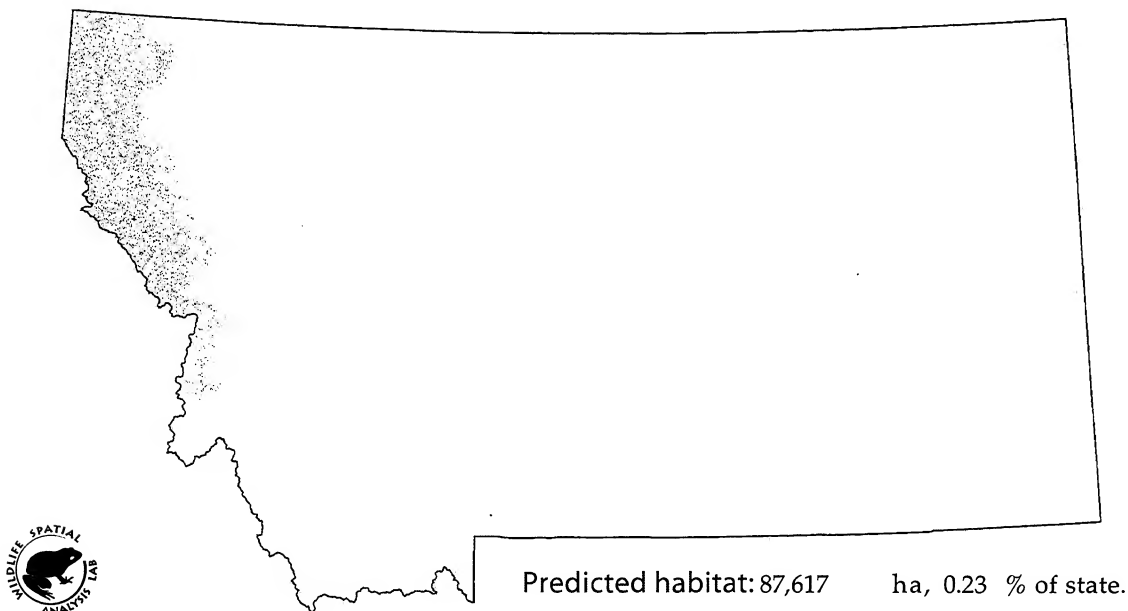 WILDLIFE SPATIAL ANALYSIS LAB
Predicted habitat: 87,617 ha, 0.23 % of state.